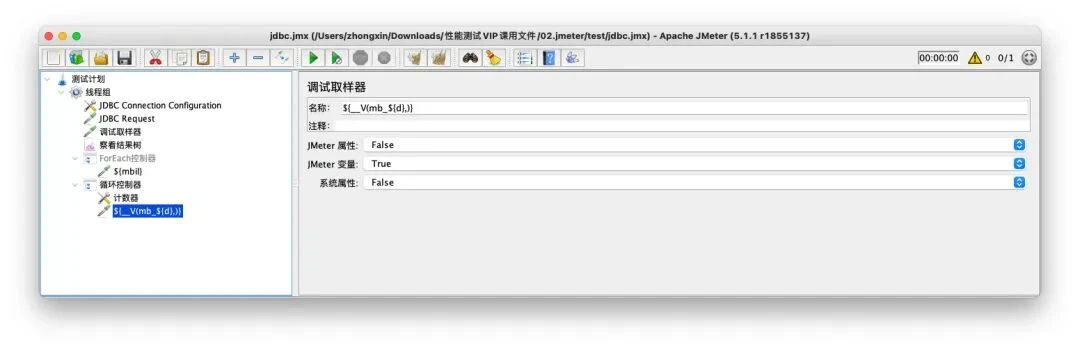 jdbc.jmx (/Users/zhongxin/Downloads/性能测试VIP课用文件/02.jmeter/test/jdbc.jmx) - Apache JMeter (5.1.1 r1855137)
00:00:00 0 0/1
测试计划
线程组
JDBC Connection Configuration
JDBC Request
调试取样器
察看结果树
ForEach控制器
${mbil}
循环控制器
计数器
${__V(mb_${d},)}
调试取样器
名称: ${__V(mb_${d},)}
注释:
JMeter 属性: False
JMeter 变量: True
系统属性: False